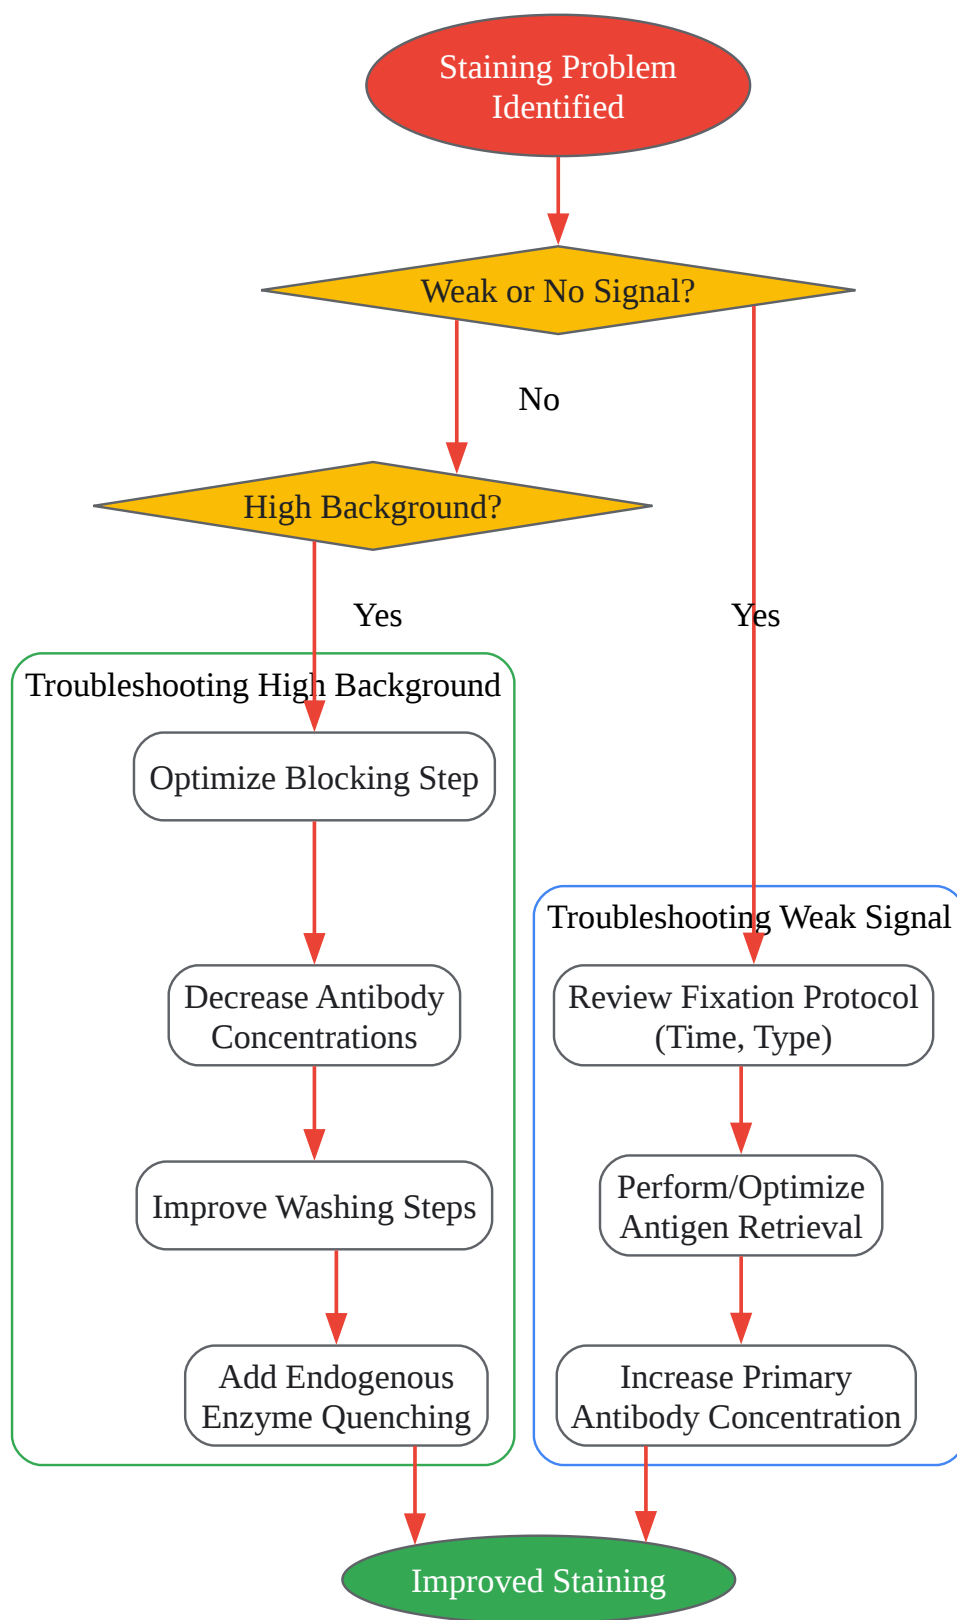 Staining Problem
Identified
Weak or No Signal?
No
High Background?
Yes
Yes
Troubleshooting High Background
Optimize Blocking Step
Decrease Antibody
Concentrations
Improve Washing Steps
Add Endogenous
Enzyme Quenching
Troubleshooting Weak Signal
Review Fixation Protocol
(Time, Type)
Perform/Optimize
Antigen Retrieval
Increase Primary
Antibody Concentration
Improved Staining